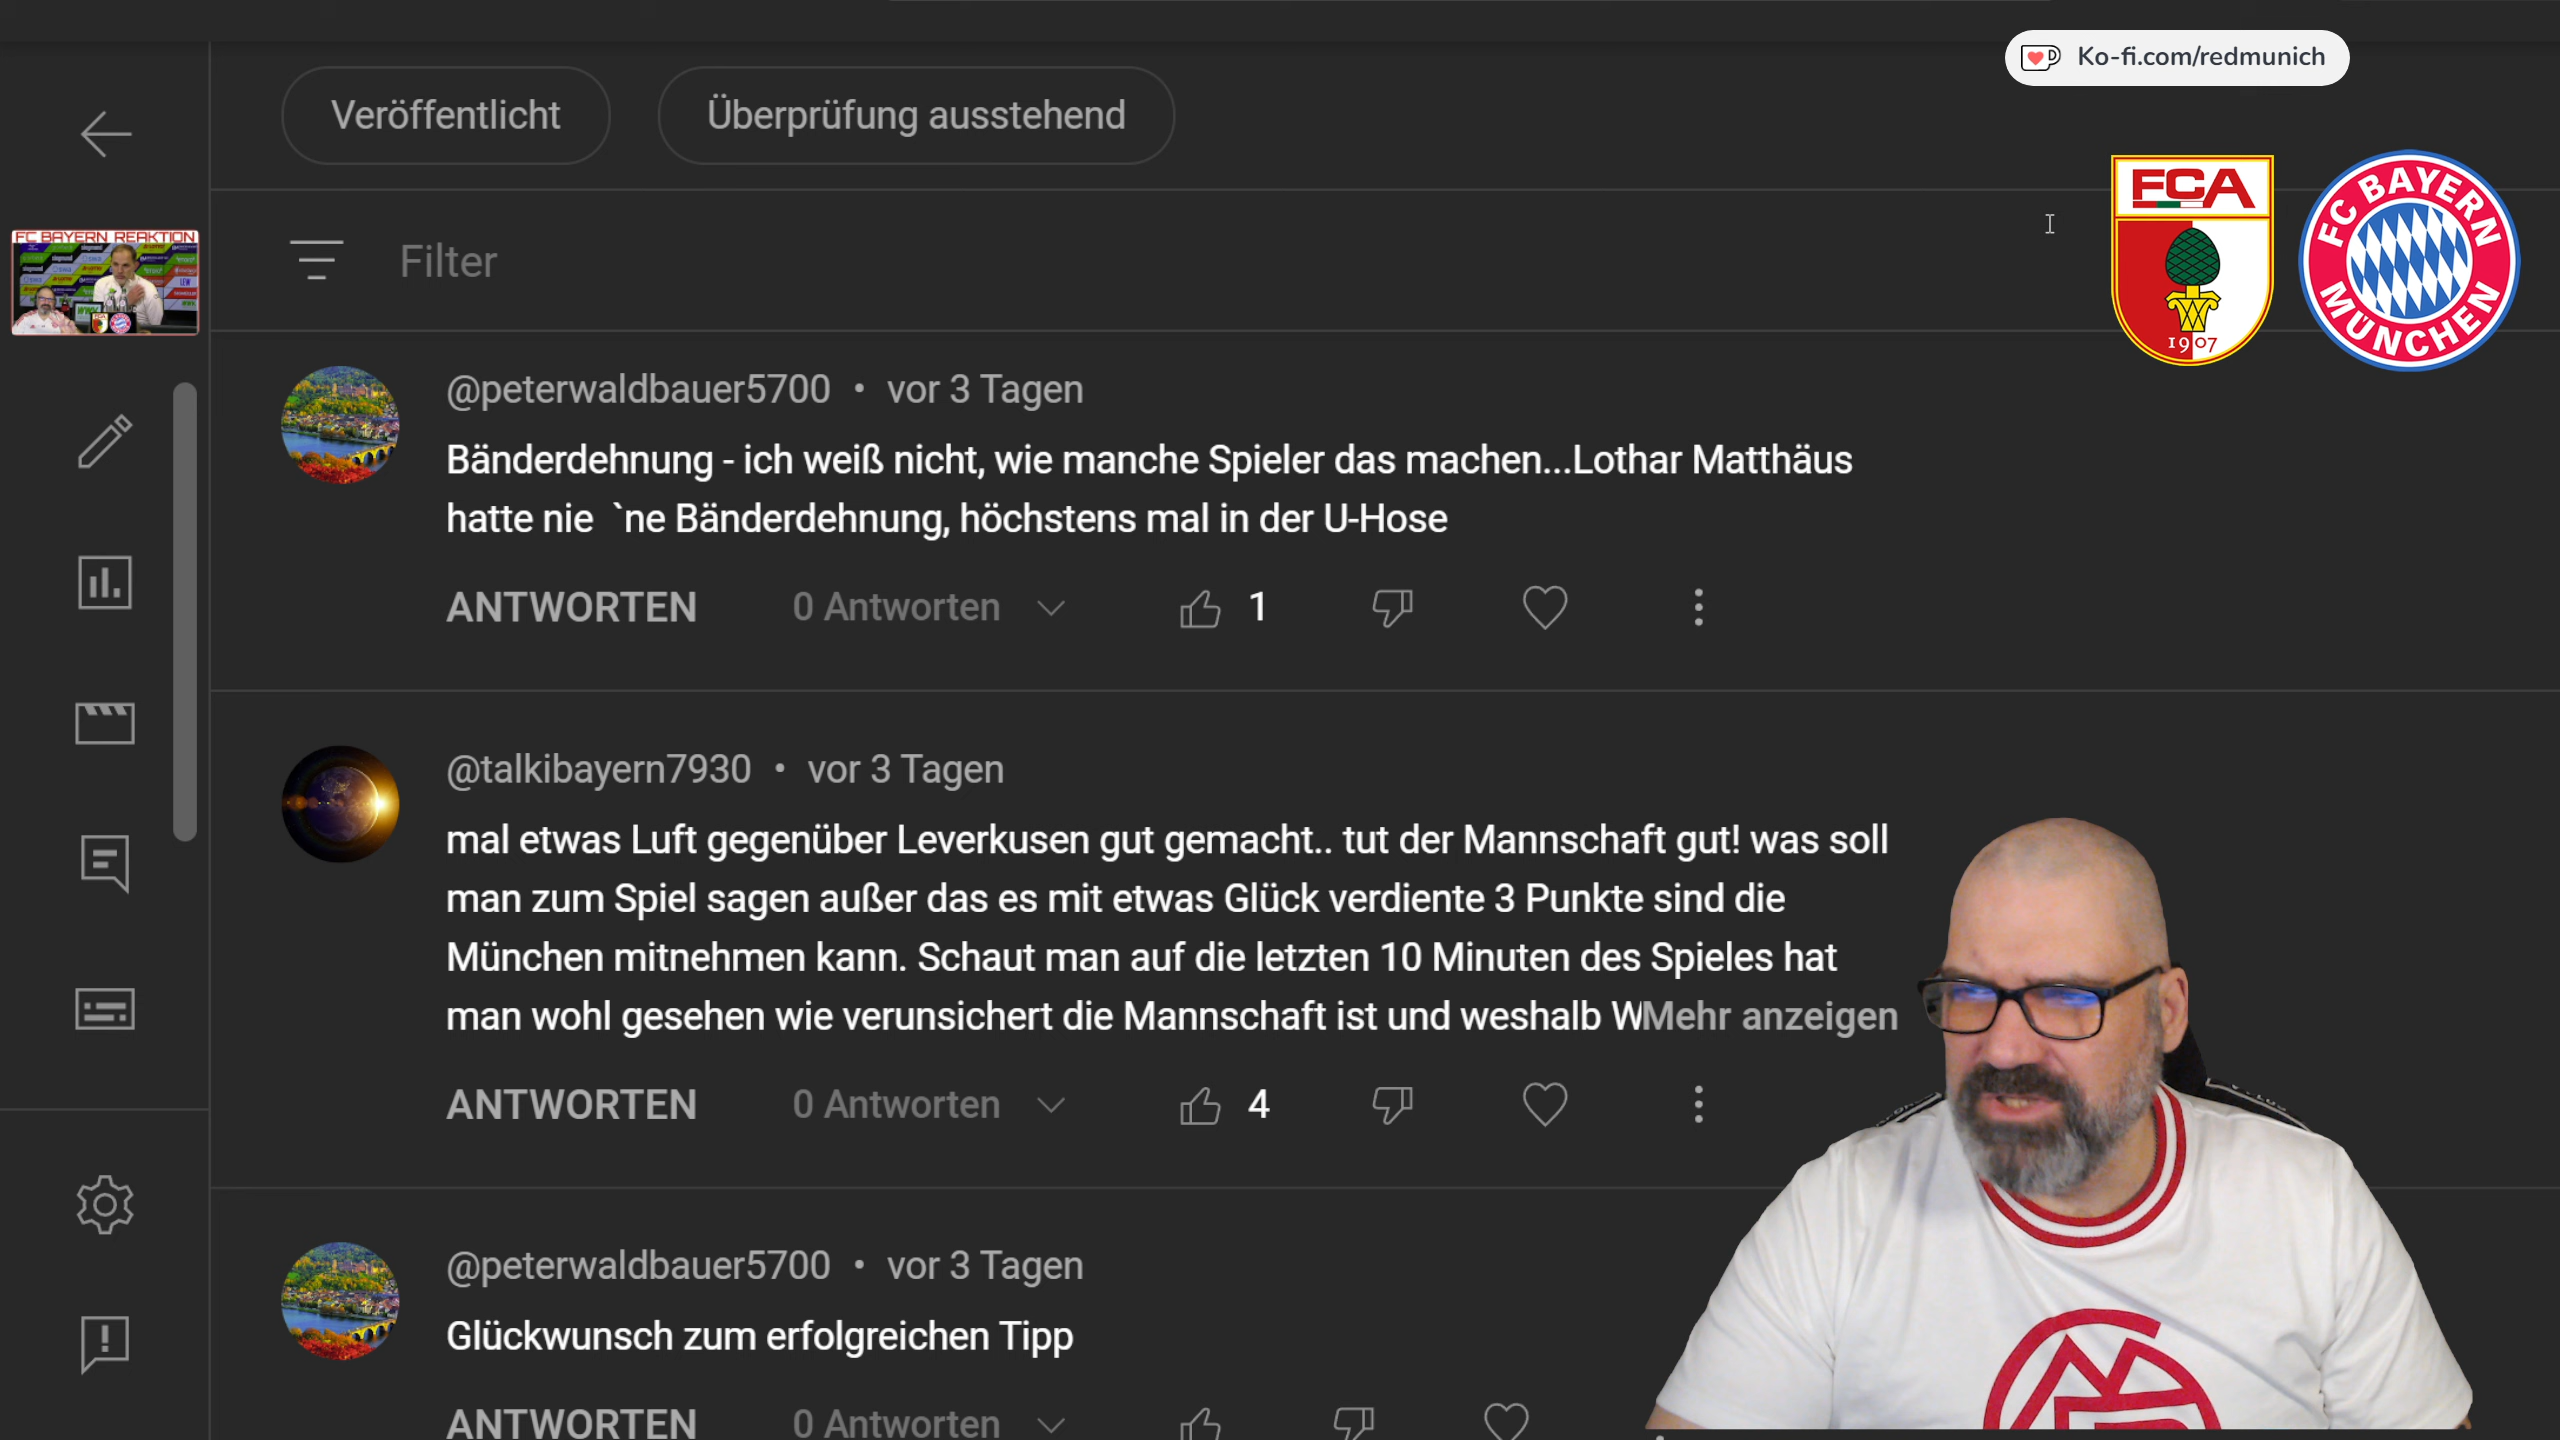 Ko-fi.com/redmunich
Veröffentlicht
Überprüfung ausstehend
FCA
1907
FC BAYERN
MÜNCHEN
FC BAYERN REAKTION
Filter
@peterwaldbauer5700 • vor 3 Tagen
Bänderdehnung - ich weiß nicht, wie manche Spieler das machen...Lothar Matthäus
hatte nie `ne Bänderdehnung, höchstens mal in der U-Hose
ANTWORTEN 0 Antworten 1
@talkibayern7930 • vor 3 Tagen
mal etwas Luft gegenüber Leverkusen gut gemacht.. tut der Mannschaft gut! was soll
man zum Spiel sagen außer das es mit etwas Glück verdiente 3 Punkte sind die
München mitnehmen kann. Schaut man auf die letzten 10 Minuten des Spieles hat
man wohl gesehen wie verunsichert die Mannschaft ist und weshalb W Mehr anzeigen
ANTWORTEN 0 Antworten 4
@peterwaldbauer5700 • vor 3 Tagen
Glückwunsch zum erfolgreichen Tipp
ANTWORTEN 0 Antworten